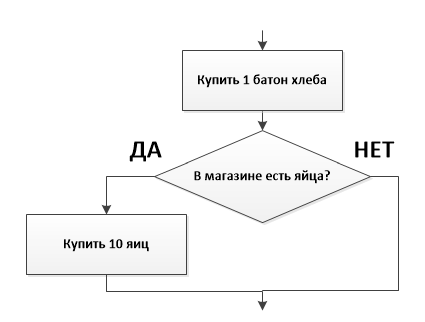 Купить 1 батон хлеба
ДА
НЕТ
В магазине есть яйца?
Купить 10 яиц